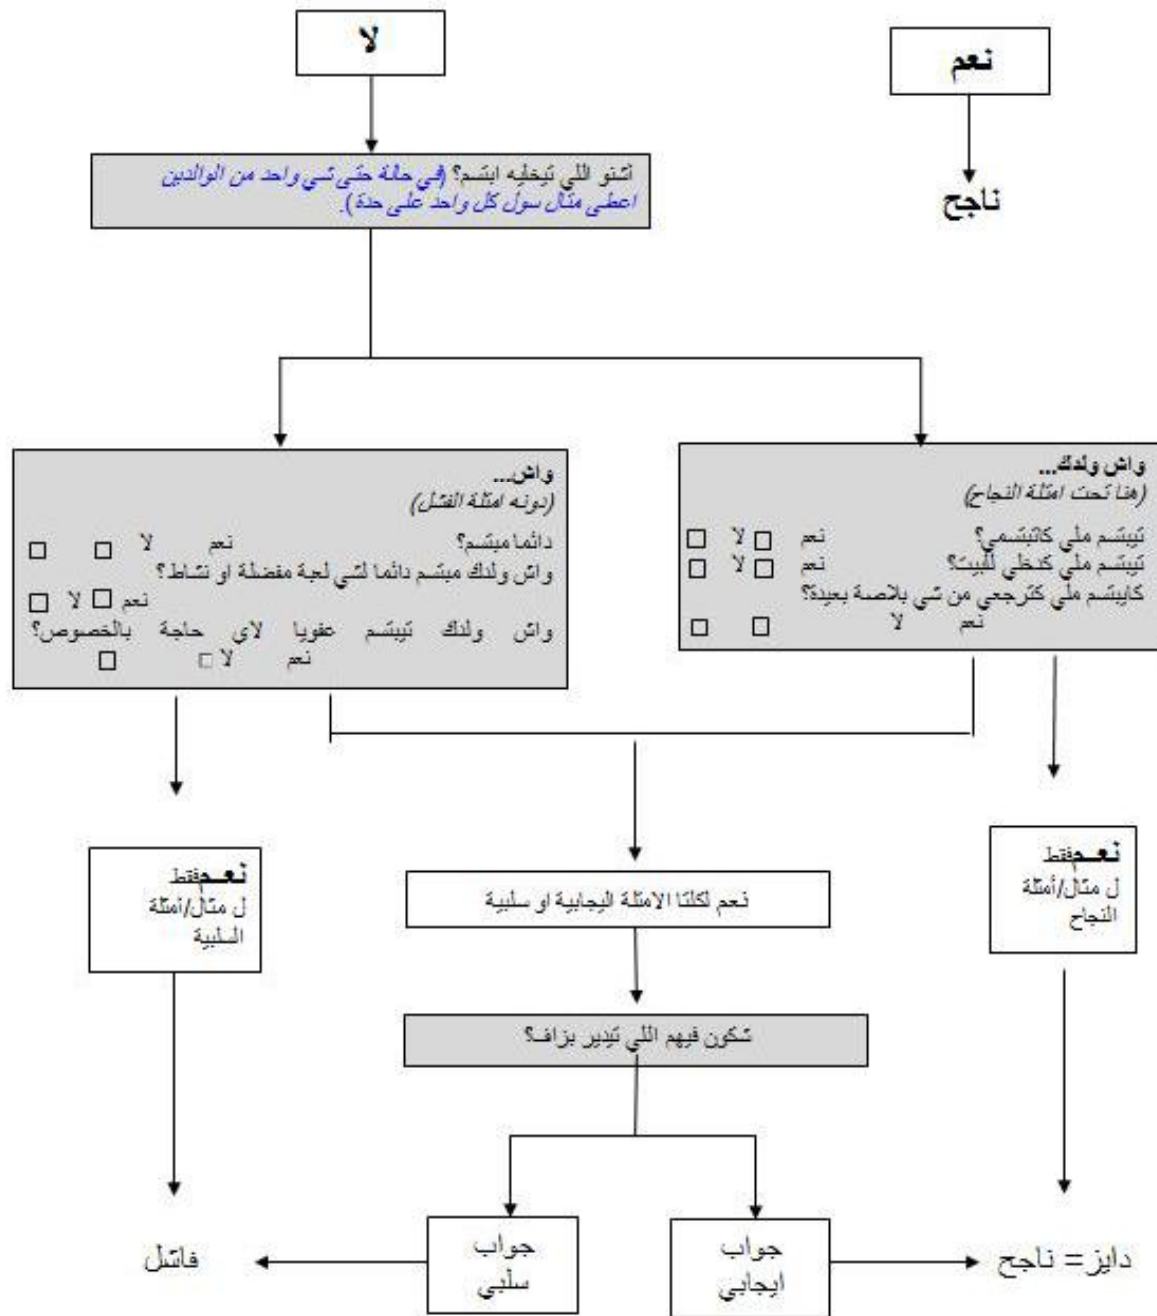 لا
نعم
ناجح
أشنو اللي تيخليه ابتسم؟ (في حالة حتى شي واحد من الوالدين
اعطى مثال سول كل واحد على حدة).
واش ولدك...
(هنا تحت امثلة النجاح)
تيبتسم ملي كاتبتسمي؟ نعم □ لا □
تيبتسم ملي كدخلي للبيت؟ نعم □ لا □
كايبتسم ملي كترجعي من شي بلاصة بعيدة؟
نعم لا □ □
واش...
(دونه امثلة الفشل)
دائما مبتسم؟ نعم لا □ □
واش ولدك مبتسم دائما لشي لعبة مفضلة او نشاط؟
نعم □ لا □
واش ولدك تيبتسم عفويا لاي حاجة بالخصوص؟
نعم لا □ □
نعم فقط
ل مثال/أمثلة
النجاح
نعم لكلتا الامثلة اليجابية او سلبية
نعم فقط
ل مثال/أمثلة
السلبية
شكون فيهم اللي تيدير بزاف؟
جواب
ايجابي
جواب
سلبي
دايز= ناجح
فاشل